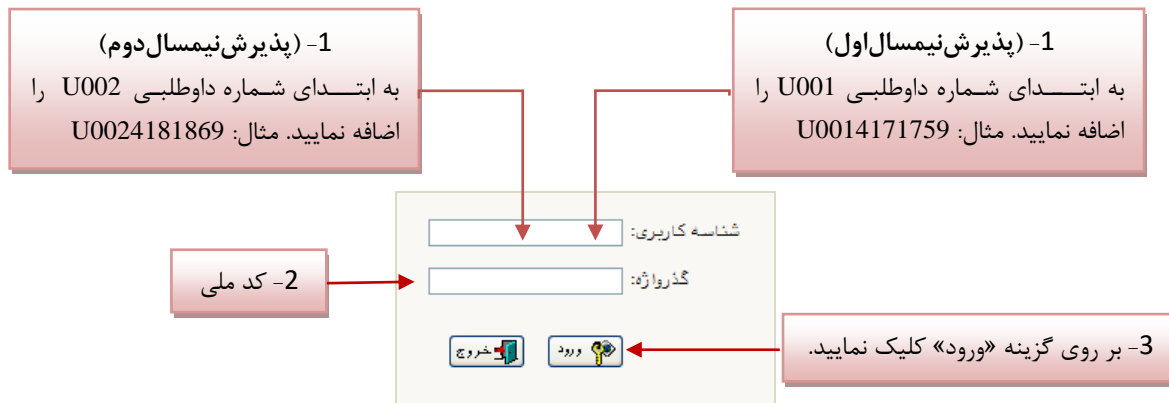 1- (پذیرش‌نیمسال‌اول)
به ابتدای شماره داوطلبی U001 را
اضافه نمایید. مثال: U0014171759
1- (پذیرش‌نیمسال‌دوم)
به ابتدای شماره داوطلبی U002 را
اضافه نمایید. مثال: U0024181869
شناسه کاربری:
گذرواژه:
2- کد ملی
ورود
خروج
3- بر روی گزینه «ورود» کلیک نمایید.